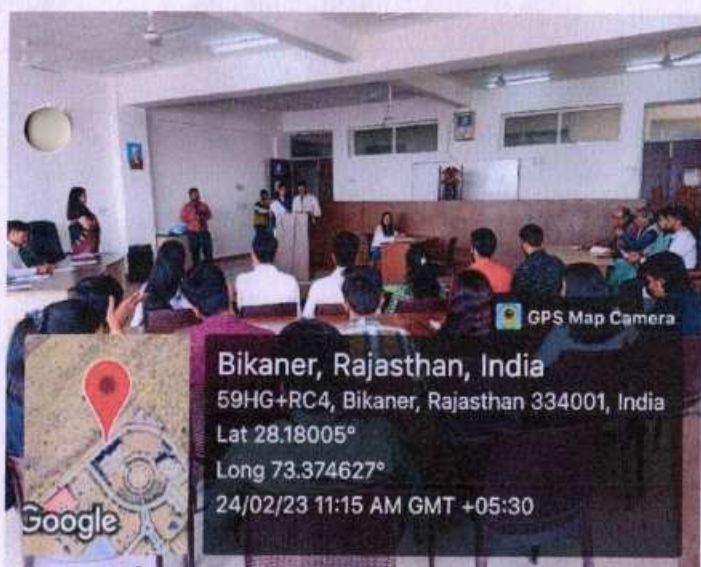 GPS Map Camera
Bikaner, Rajasthan, India
59HG+RC4, Bikaner, Rajasthan 334001, India
Lat 28.18005°
Long 73.374627°
24/02/23 11:15 AM GMT +05:30
Google